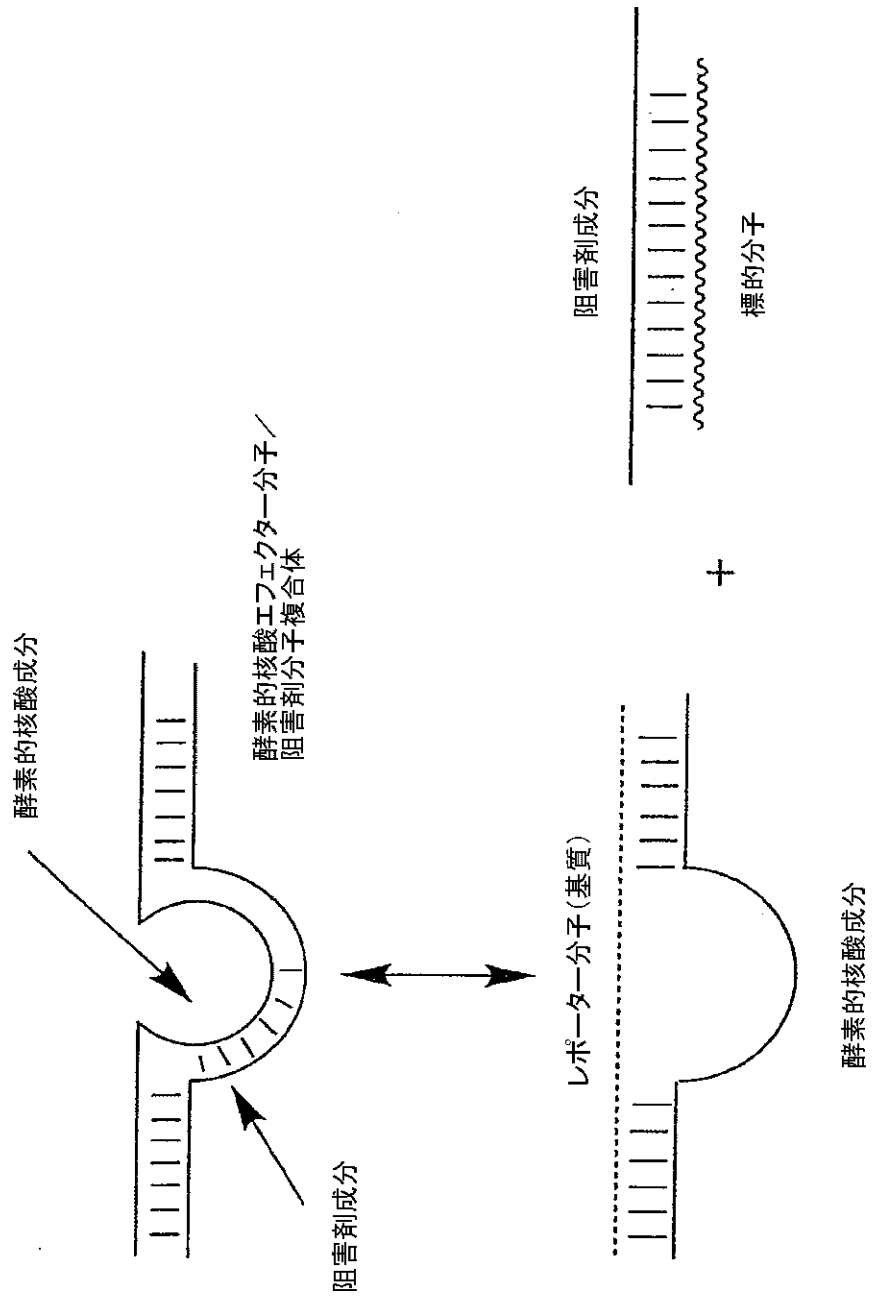 酵素的核酸成分
酵素的核酸エフェクター分子／
阻害剤分子複合体
阻害剤成分
レポーター分子（基質）
酵素的核酸成分
+
阻害剤成分
標的分子